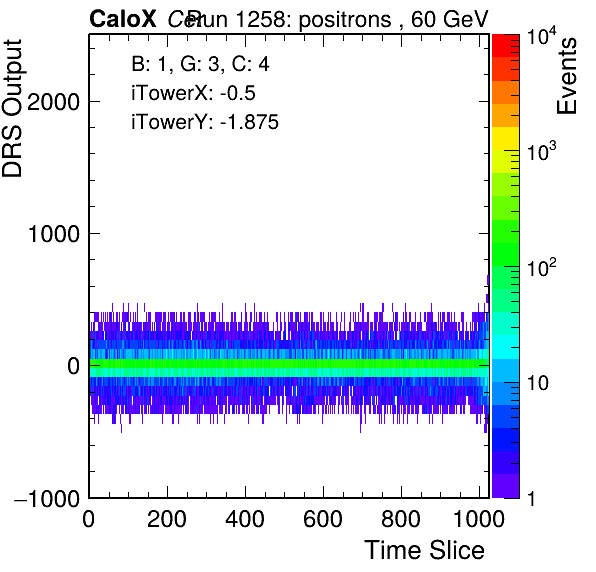 CaloX Cer Run 1258: positrons , 60 GeV
B: 1, G: 3, C: 4
iTowerX: -0.5
iTowerY: -1.875
DRS Output
2000
1000
0
−1000
0 200 400 600 800 1000
Time Slice
Events
10^4
10^3
10^2
10
1